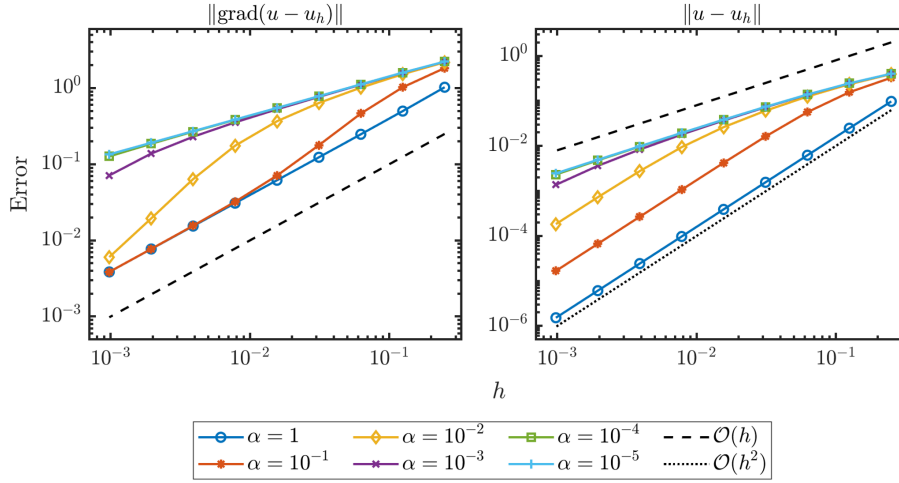 ‖grad(u − u_h)‖
‖u − u_h‖
Error
10^0
10^−1
10^−2
10^−3
10^−3
10^−2
10^−1
10^0
10^−2
10^−4
10^−6
10^−3
10^−2
10^−1
h
α = 1
α = 10^−2
α = 10^−4
O(h)
α = 10^−1
α = 10^−3
α = 10^−5
O(h^2)